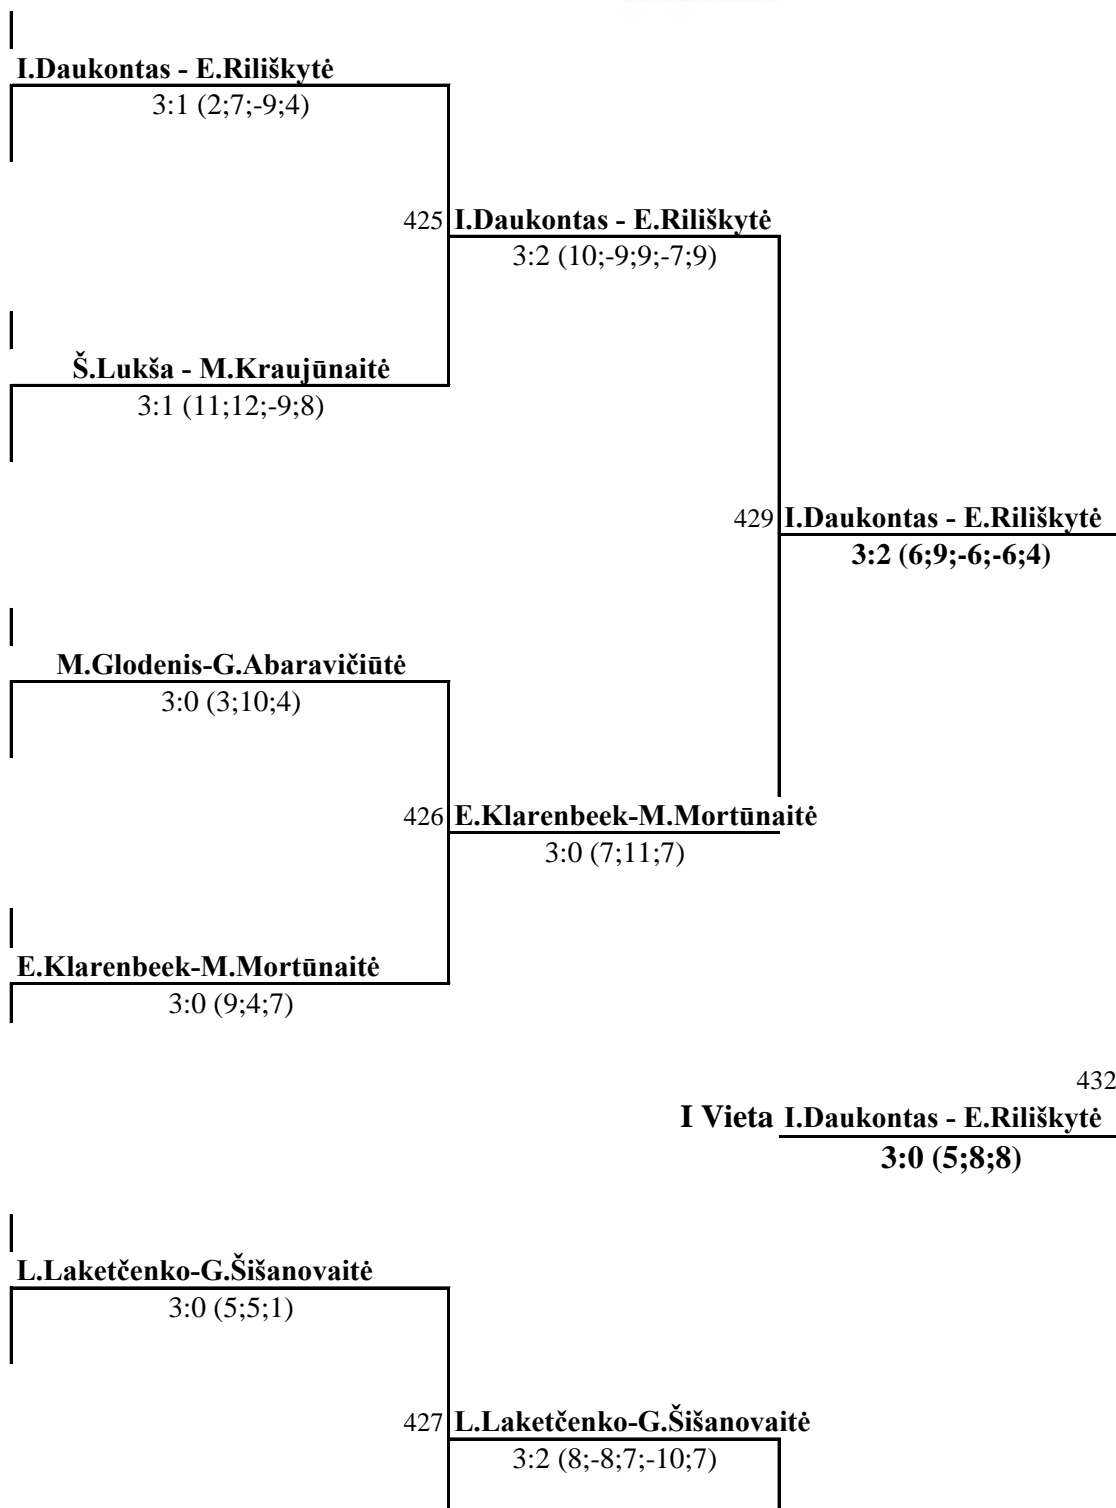 I.Daukontas - E.Riliškytė
3:1 (2;7;-9;4)
425 I.Daukontas - E.Riliškytė
3:2 (10;-9;9;-7;9)
Š.Lukša - M.Kraujūnaitė
3:1 (11;12;-9;8)
429 I.Daukontas - E.Riliškytė
3:2 (6;9;-6;-6;4)
M.Glodenis-G.Abaravičiūtė
3:0 (3;10;4)
426 E.Klarenbeek-M.Mortūnaitė
3:0 (7;11;7)
E.Klarenbeek-M.Mortūnaitė
3:0 (9;4;7)
432
I Vieta I.Daukontas - E.Riliškytė
3:0 (5;8;8)
L.Laketčenko-G.Šišanovaitė
3:0 (5;5;1)
427 L.Laketčenko-G.Šišanovaitė
3:2 (8;-8;7;-10;7)